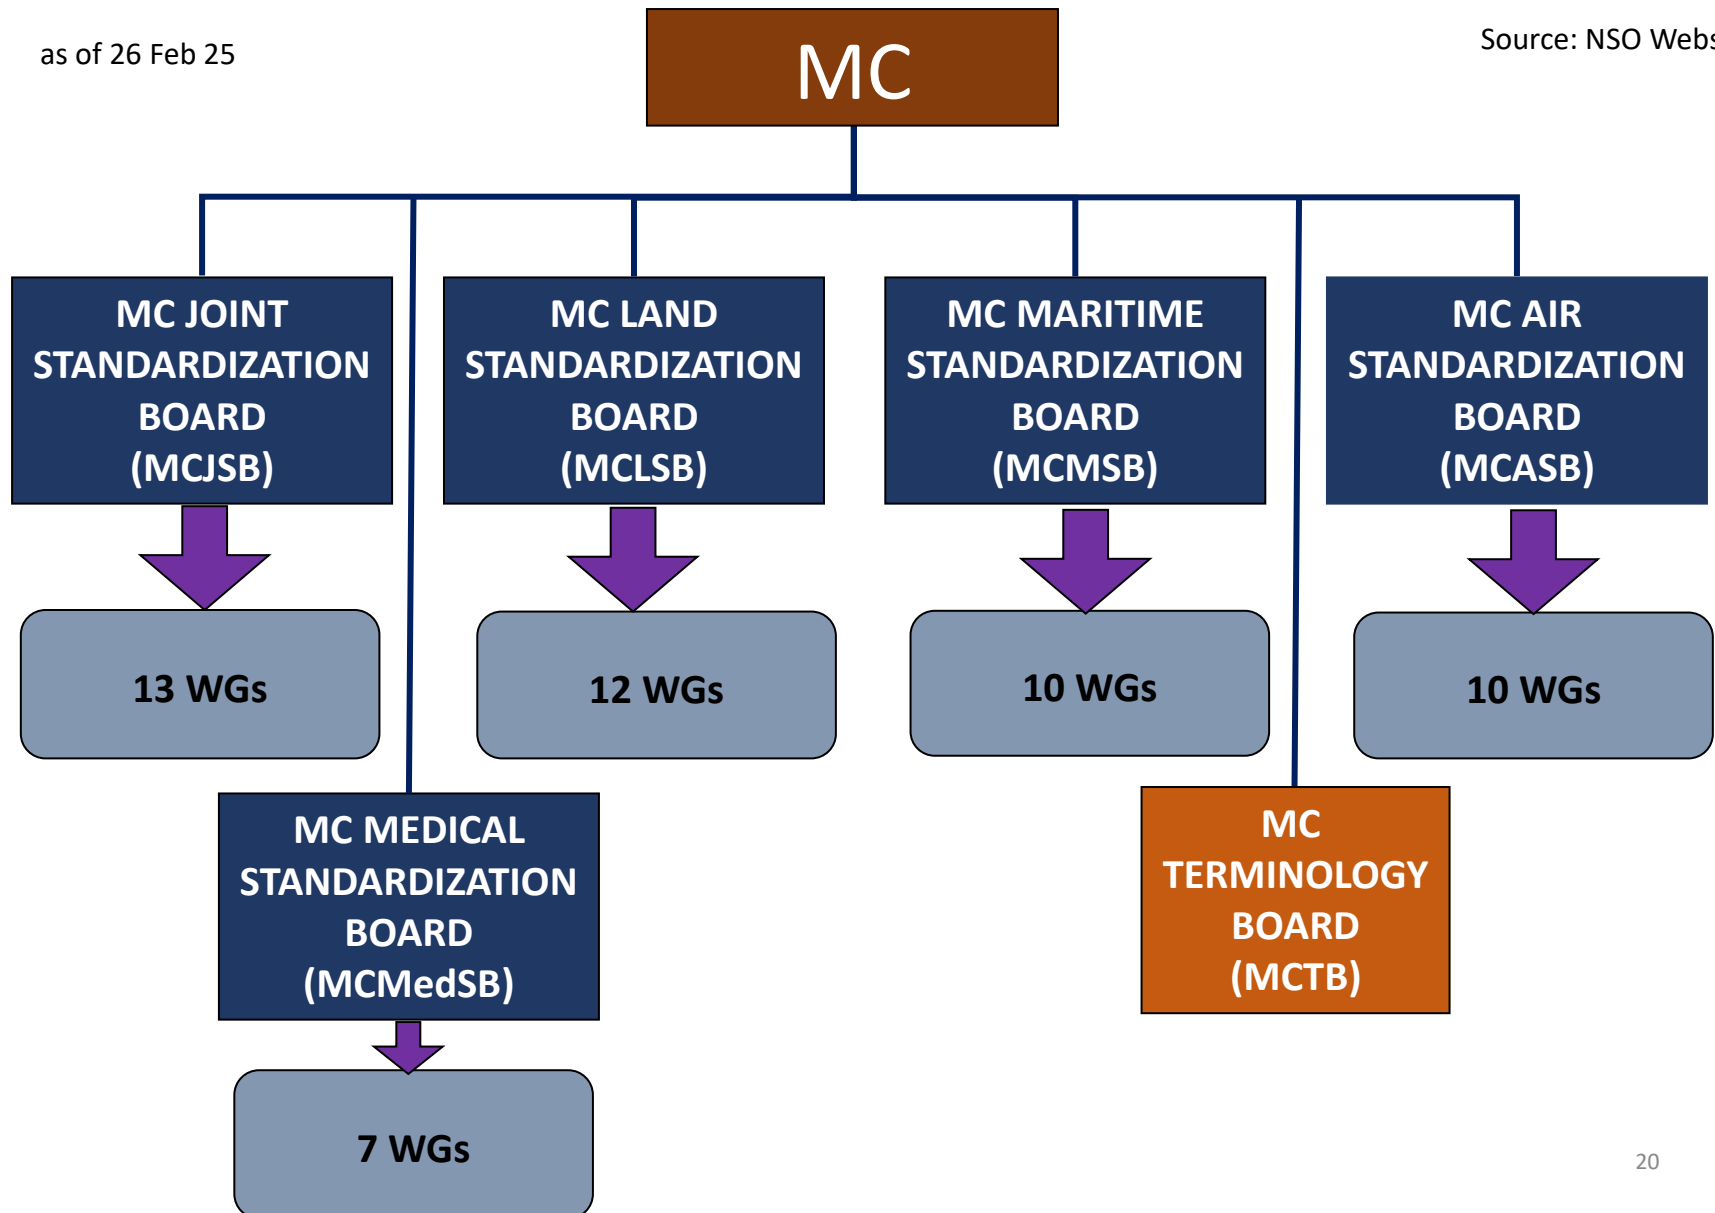 as of 26 Feb 25
Source: NSO
MC
MC JOINT
STANDARDIZATION
BOARD
(MCJSB)
MC LAND
STANDARDIZATION
BOARD
(MCLSB)
MC MARITIME
STANDARDIZATION
BOARD
(MCMSB)
MC AIR
STANDARDIZATION
BOARD
(MCASB)
13 WGs
12 WGs
10 WGs
10 WGs
MC MEDICAL
STANDARDIZATION
BOARD
(MCMedSB)
MC
TERMINOLOGY
BOARD
(MCTB)
7 WGs
20